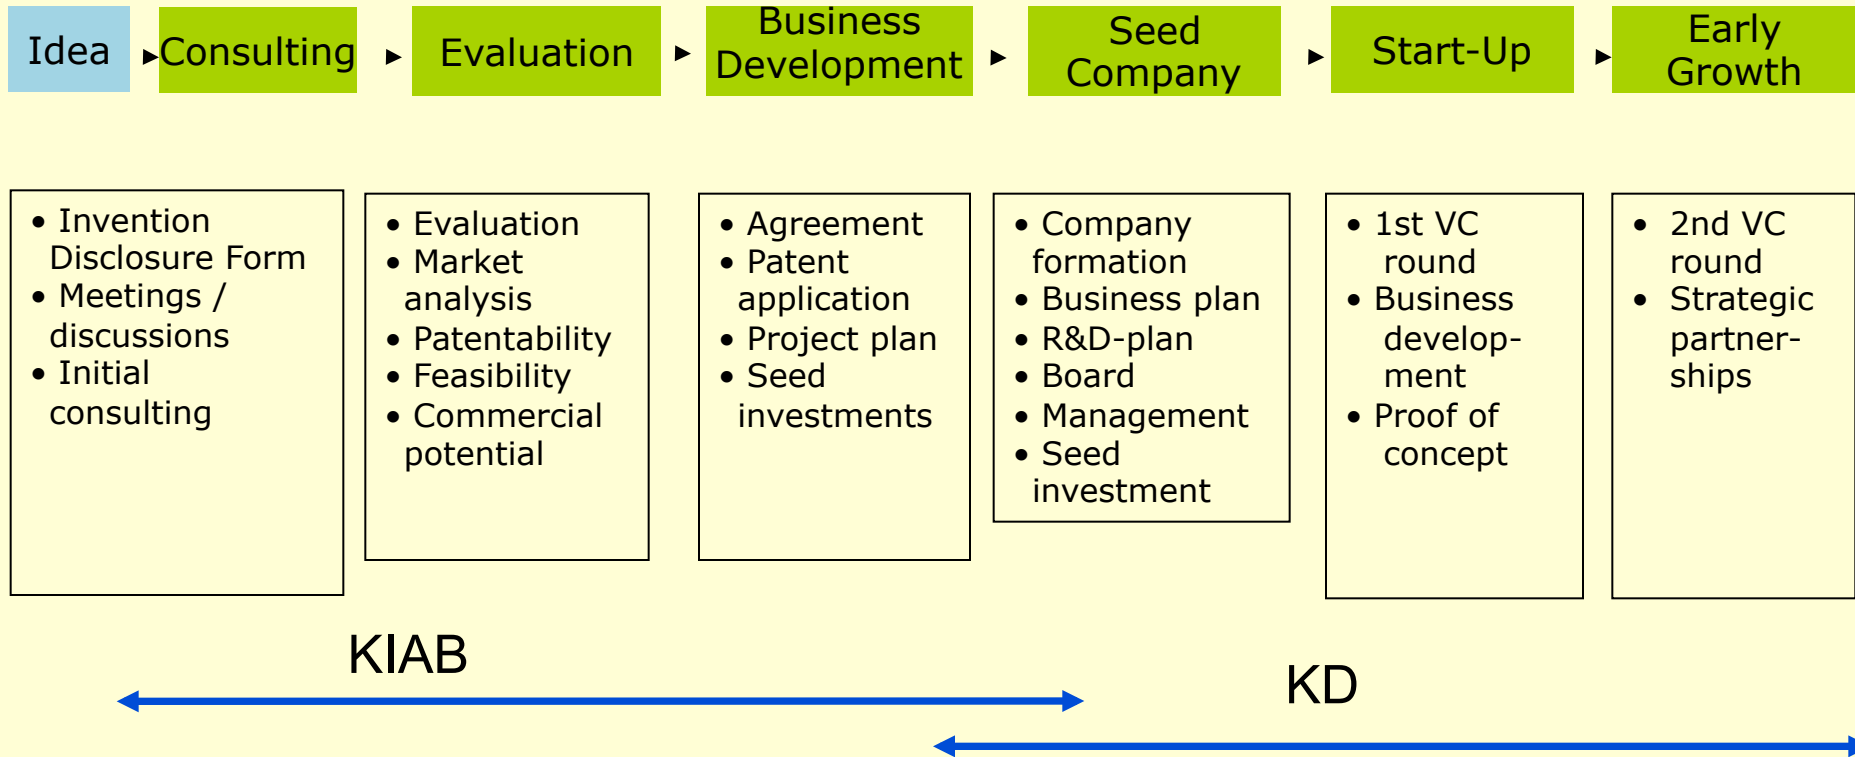 Idea
Consulting
Evaluation
Business
Development
Seed
Company
Start-Up
Early
Growth
• Invention
Disclosure Form
• Meetings /
discussions
• Initial
consulting
• Evaluation
• Market
analysis
• Patentability
• Feasibility
• Commercial
potential
• Agreement
• Patent
application
• Project plan
• Seed
investments
• Company
formation
• Business plan
• R&D-plan
• Board
• Management
• Seed
investment
• 1st VC
round
• Business
develop-
ment
• Proof of
concept
• 2nd VC
round
• Strategic
partner-
ships
KIAB
KD